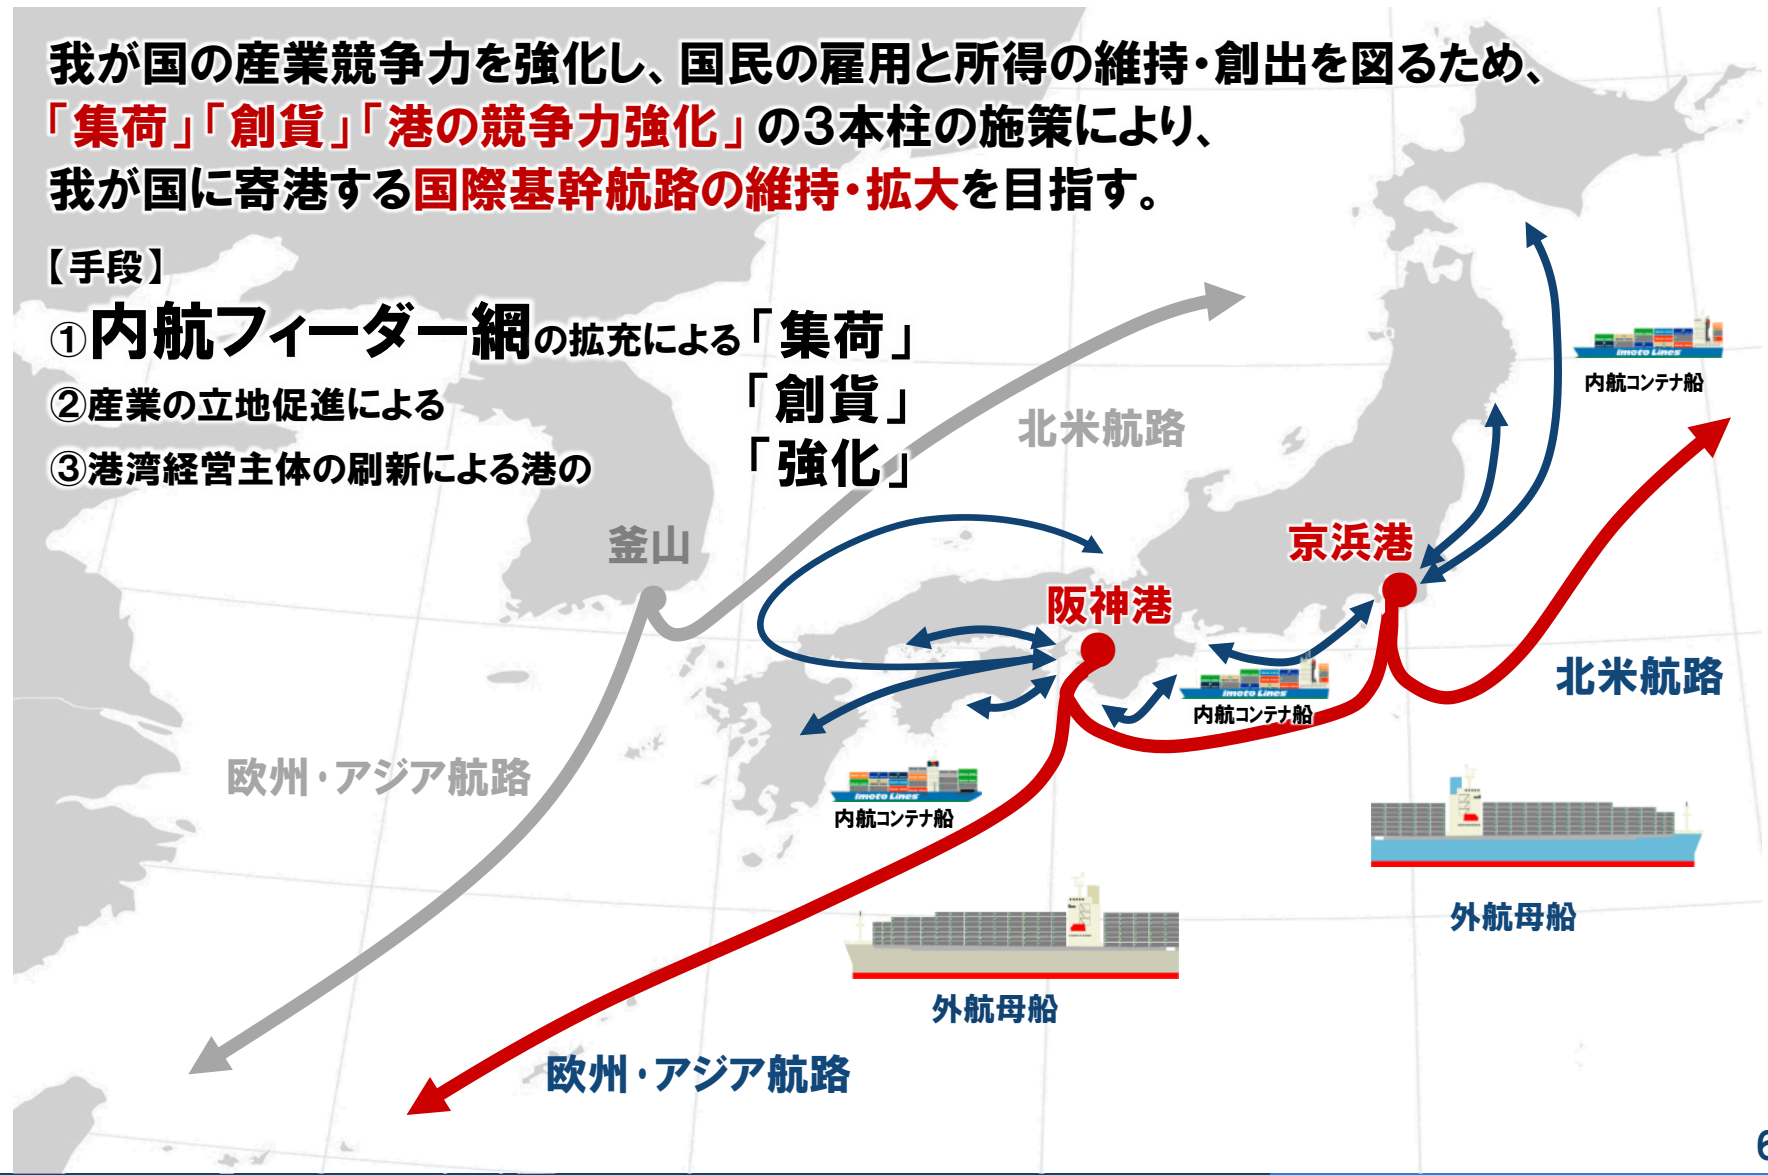 我が国の産業競争力を強化し、国民の雇用と所得の維持・創出を図るため、
「集荷」「創貨」「港の競争力強化」の3本柱の施策により、
我が国に寄港する国際基幹航路の維持・拡大を目指す。
【手段】
①内航フィーダー網の拡充による「集荷」
②産業の立地促進による「創貨」
③港湾経営主体の刷新による港の「強化」
imoto Lines
内航コンテナ船
北米航路
釜山
京浜港
阪神港
北米航路
imoto Lines
内航コンテナ船
欧州・アジア航路
imoto Lines
内航コンテナ船
外航母船
外航母船
欧州・アジア航路
6